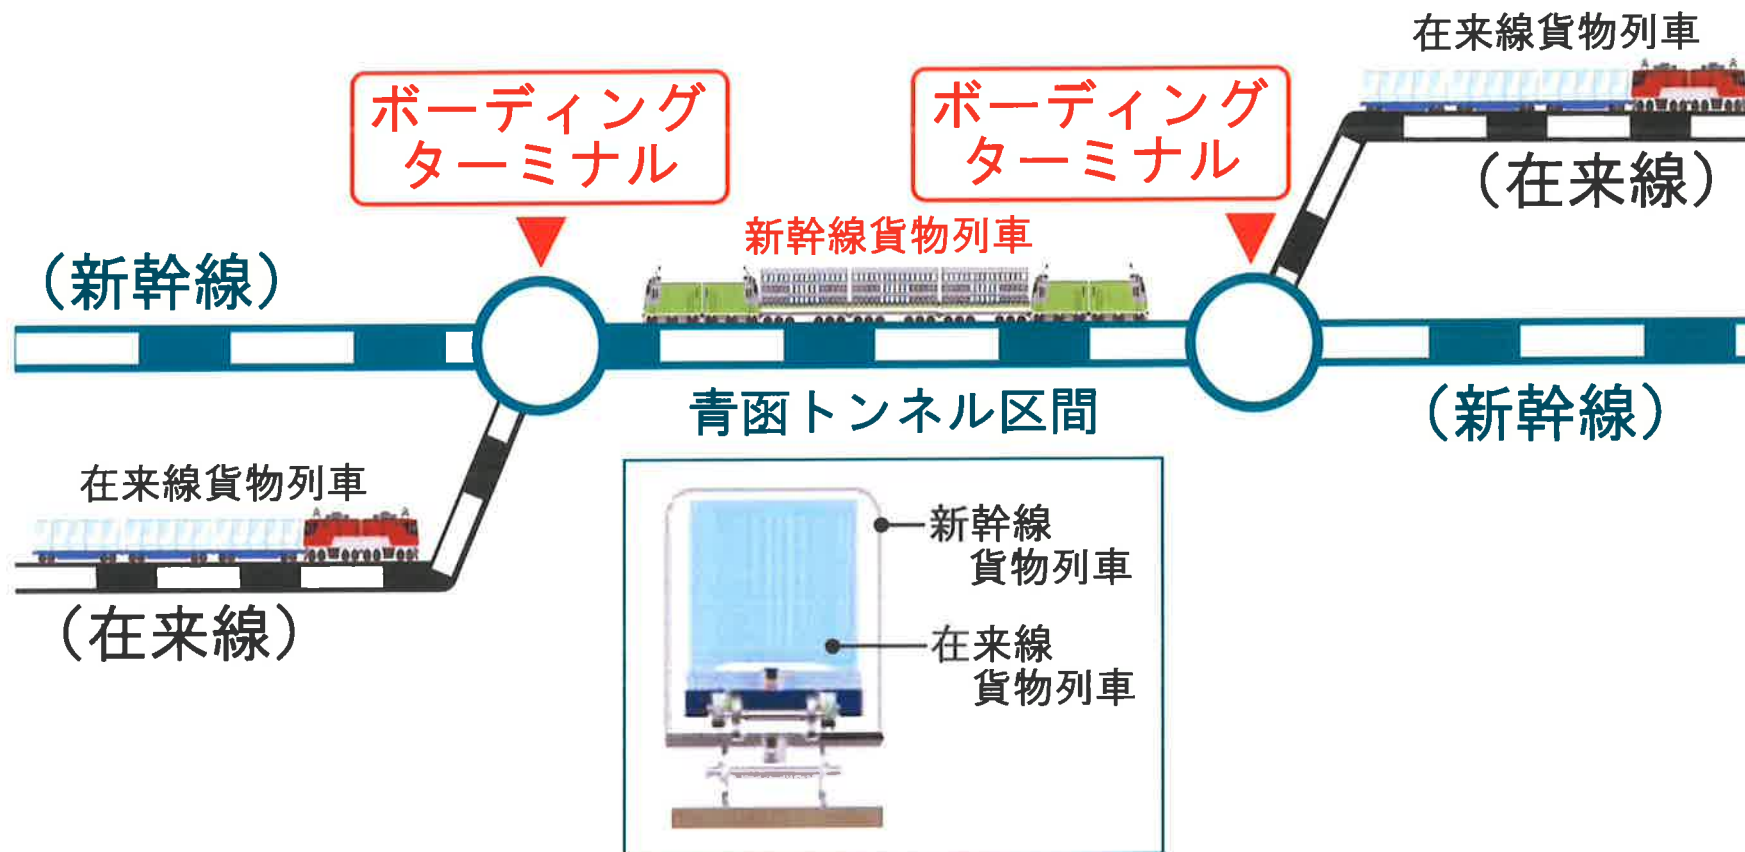 在来線貨物列車
ボーディング
ターミナル
ボーディング
ターミナル
（在来線）
新幹線貨物列車
（新幹線）
青函トンネル区間
（新幹線）
在来線貨物列車
（在来線）
新幹線
貨物列車
在来線
貨物列車